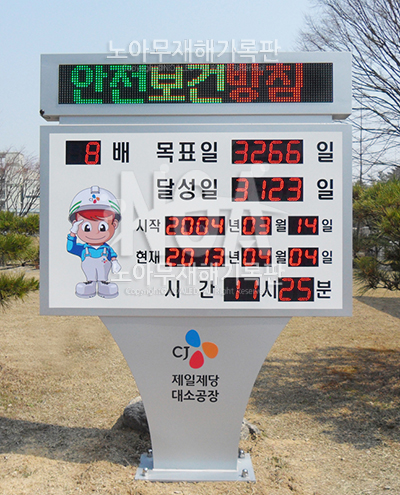 노아무재해기록판
안전보건방침
8 배 목표일 3266 일
달성일 3123 일
시작 2004 년 03 월 14 일
현재 2013 년 04 월 04 일
시 간 17 시 25 분
NOA
노아무재해기록판
CJ
제일제당
대소공장